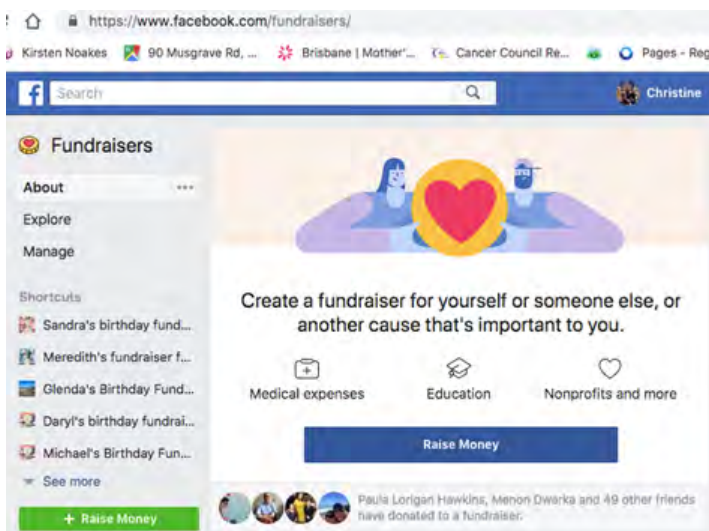 https://www.facebook.com/fundraisers/
Kirsten Noakes 90 Musgrave Rd, ... Brisbane | Mother'... Cancer Council Re... Pages - Reg
f Search Christine
Fundraisers
About ...
Explore
Manage
Shortcuts
Sandra's birthday fund...
Meredith's fundraiser f...
Glenda's Birthday Fund...
Daryl's birthday fundrai...
Michael's Birthday Fun...
See more
+ Raise Money
Create a fundraiser for yourself or someone else, or
another cause that's important to you.
Medical expenses Education Nonprofits and more
Raise Money
Paula Lorigan Hawkins, Menon Dwarka and 49 other friends
have donated to a fundraiser.